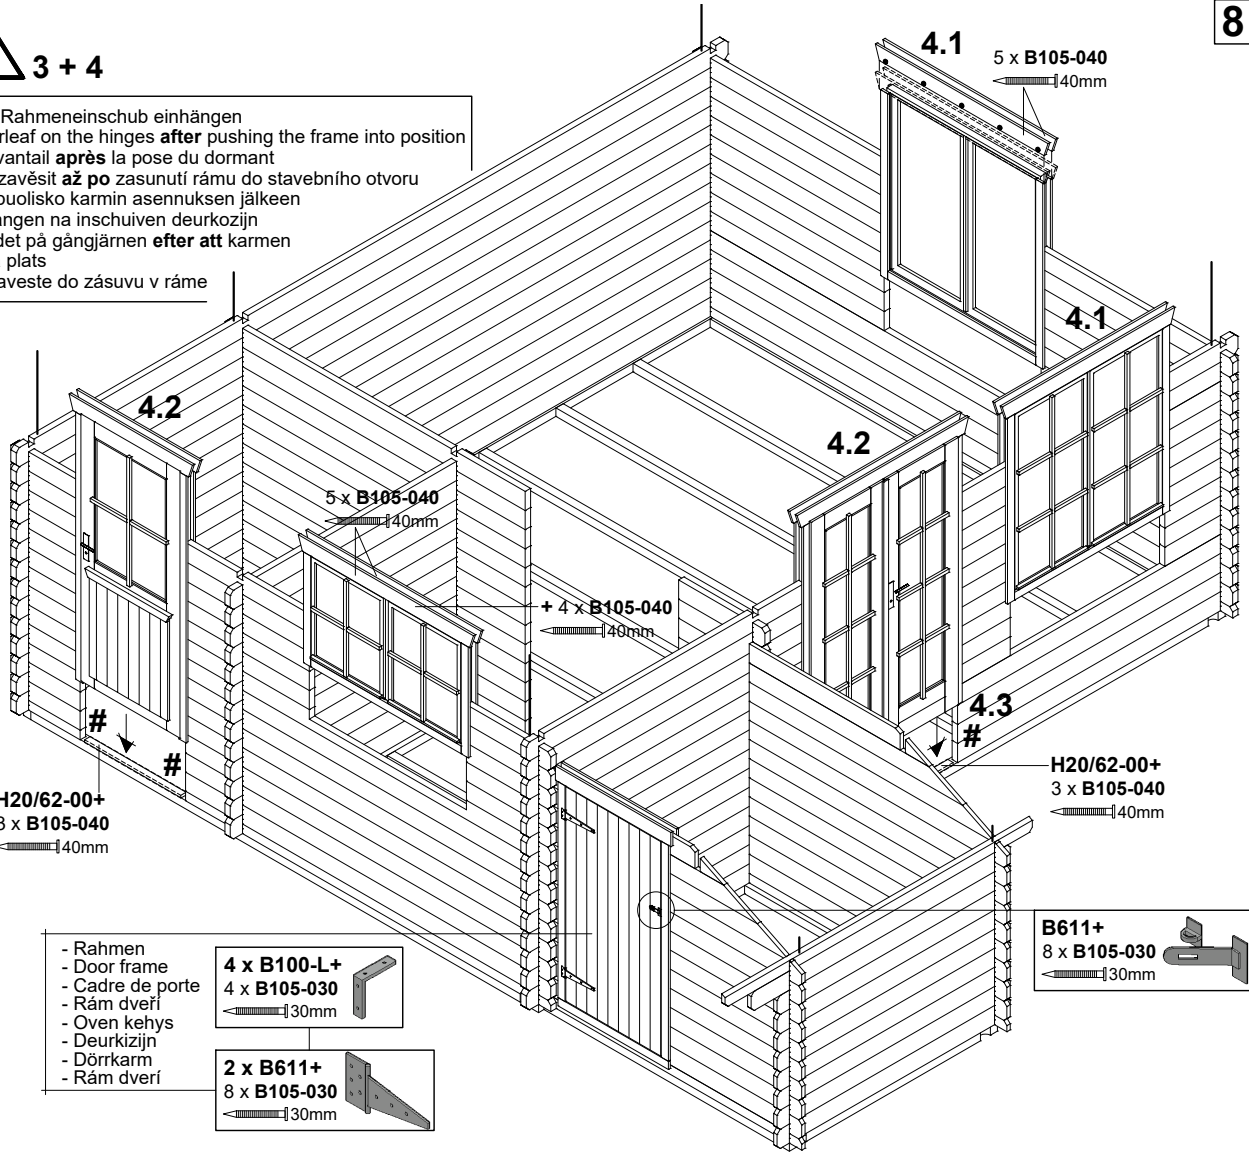 8
3 + 4
Rahmeneinschub einhängen
rleaf on the hinges after pushing the frame into position
vantail après la pose du dormant
zavěsit až po zasunutí rámu do stavebního otvoru
puolisko karmin asennuksen jälkeen
angen na inschuiven deurkozijn
det på gångjärnen efter att karmen
plats
aveste do zásuvu v ráme
4.1
5 x B105-040
40mm
4.1
4.2
4.2
5 x B105-040
40mm
+ 4 x B105-040
40mm
4.3
#
#
#
H20/62-00+
3 x B105-040
40mm
H20/62-00+
3 x B105-040
40mm
B611+
8 x B105-030
30mm
- Rahmen
- Door frame
- Cadre de porte
- Rám dveří
- Oven kehys
- Deurkizijn
- Dörrkarm
- Rám dverí
4 x B100-L+
4 x B105-030
30mm
2 x B611+
8 x B105-030
30mm